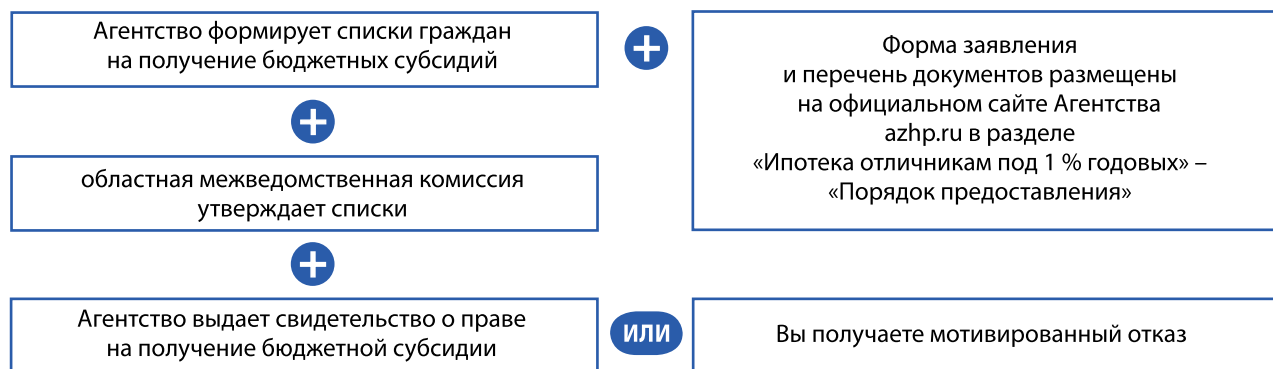 Агентство формирует списки граждан
на получение бюджетных субсидий
Форма заявления
и перечень документов размещены
на официальном сайте Агентства
azhp.ru в разделе
«Ипотека отличникам под 1 % годовых» –
«Порядок предоставления»
областная межведомственная комиссия
утверждает списки
Агентство выдает свидетельство о праве
на получение бюджетной субсидии
ИЛИ
Вы получаете мотивированный отказ